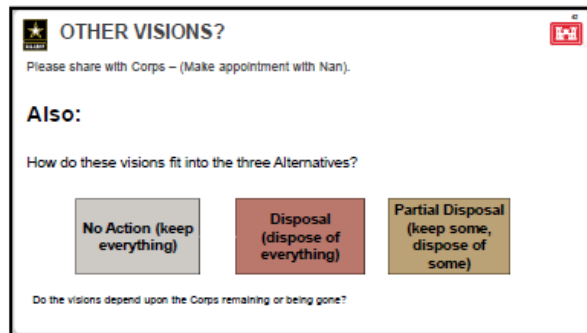 OTHER VISIONS?
Please share with Corps – (Make appointment with Nan).
Also:
How do these visions fit into the three Alternatives?
No Action (keep
everything)
Disposal
(dispose of
everything)
Partial Disposal
(keep some,
dispose of
some)
Do the visions depend upon the Corps remaining or being gone?